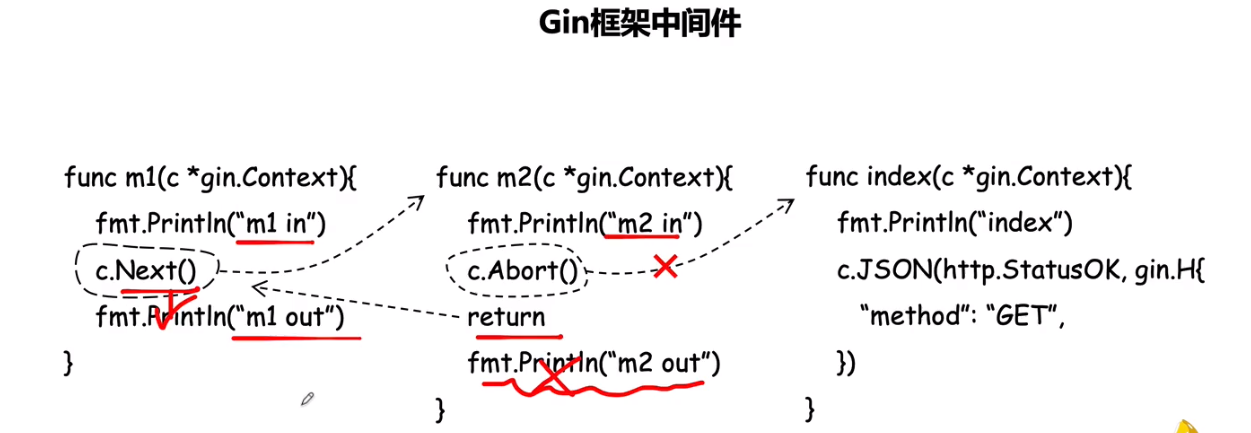 Gin框架中间件
func m1(c *gin.Context){
fmt.Println(“m1 in”)
c.Next()
fmt.Println(“m1 out”)
}
func m2(c *gin.Context){
fmt.Println(“m2 in”)
c.Abort()
return
fmt.Println(“m2 out”)
}
func index(c *gin.Context){
fmt.Println(“index”)
c.JSON(http.StatusOK, gin.H{
“method”: “GET”,
})
}